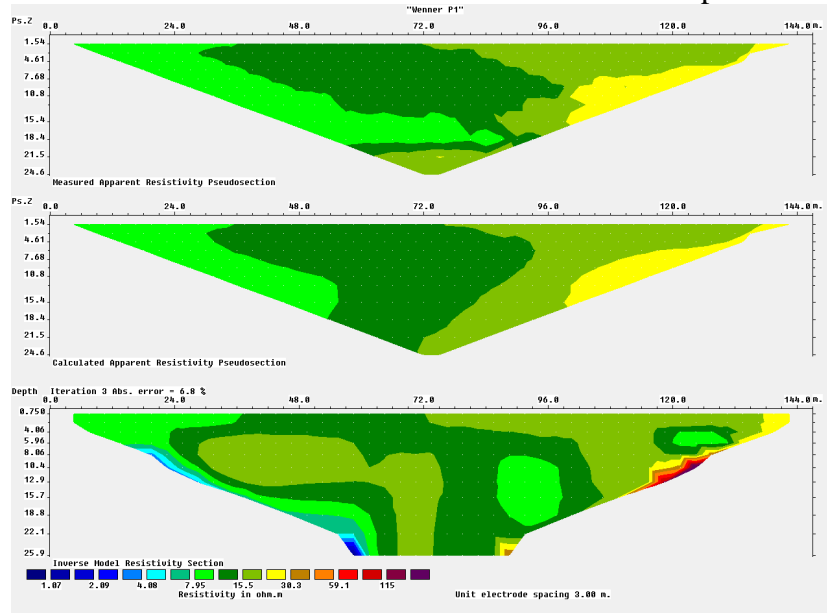 "Wenner P1"
Ps.Z 0.0 24.0 48.0 72.0 96.0 120.0 144.0 m.
1.54
4.61
7.68
10.8
15.4
18.4
21.5
24.6
Measured Apparent Resistivity Pseudosection
Ps.Z 0.0 24.0 48.0 72.0 96.0 120.0 144.0 m.
1.54
4.61
7.68
10.8
15.4
18.4
21.5
24.6
Calculated Apparent Resistivity Pseudosection
Depth Iteration 3 Abs. error = 6.8 %
0.0 24.0 48.0 72.0 96.0 120.0 144.0 m.
0.750
4.06
5.96
8.06
10.4
12.9
15.7
18.8
22.1
25.9
Inverse Model Resistivity Section
1.07 2.09 4.08 7.95 15.5 30.3 59.1 115
Resistivity in ohm.m Unit electrode spacing 3.00 m.